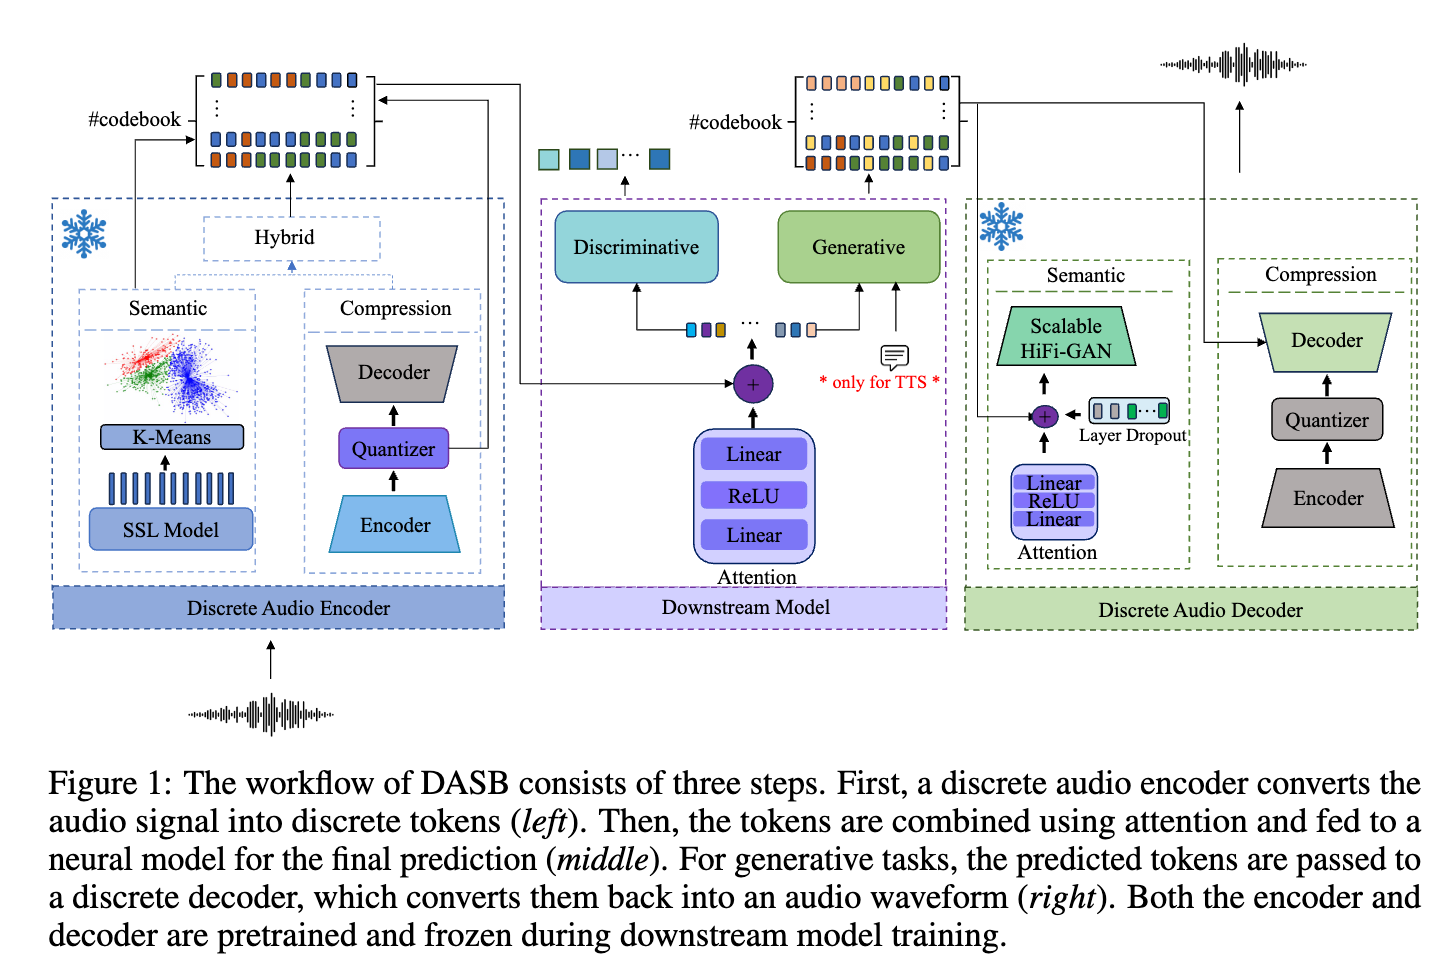 #codebook
#codebook
Hybrid
Semantic
Compression
Decoder
K-Means
Quantizer
SSL Model
Encoder
Discrete Audio Encoder
Discriminative
Generative
...
...
* only for TTS *
+
Linear
ReLU
Linear
Attention
Downstream Model
Semantic
Compression
Scalable
HiFi-GAN
Decoder
+
Layer Dropout
Quantizer
Linear
ReLU
Linear
Encoder
Attention
Discrete Audio Decoder
Figure 1: The workflow of DASB consists of three steps. First, a discrete audio encoder converts the
audio signal into discrete tokens (left). Then, the tokens are combined using attention and fed to a
neural model for the final prediction (middle). For generative tasks, the predicted tokens are passed to
a discrete decoder, which converts them back into an audio waveform (right). Both the encoder and
decoder are pretrained and frozen during downstream model training.